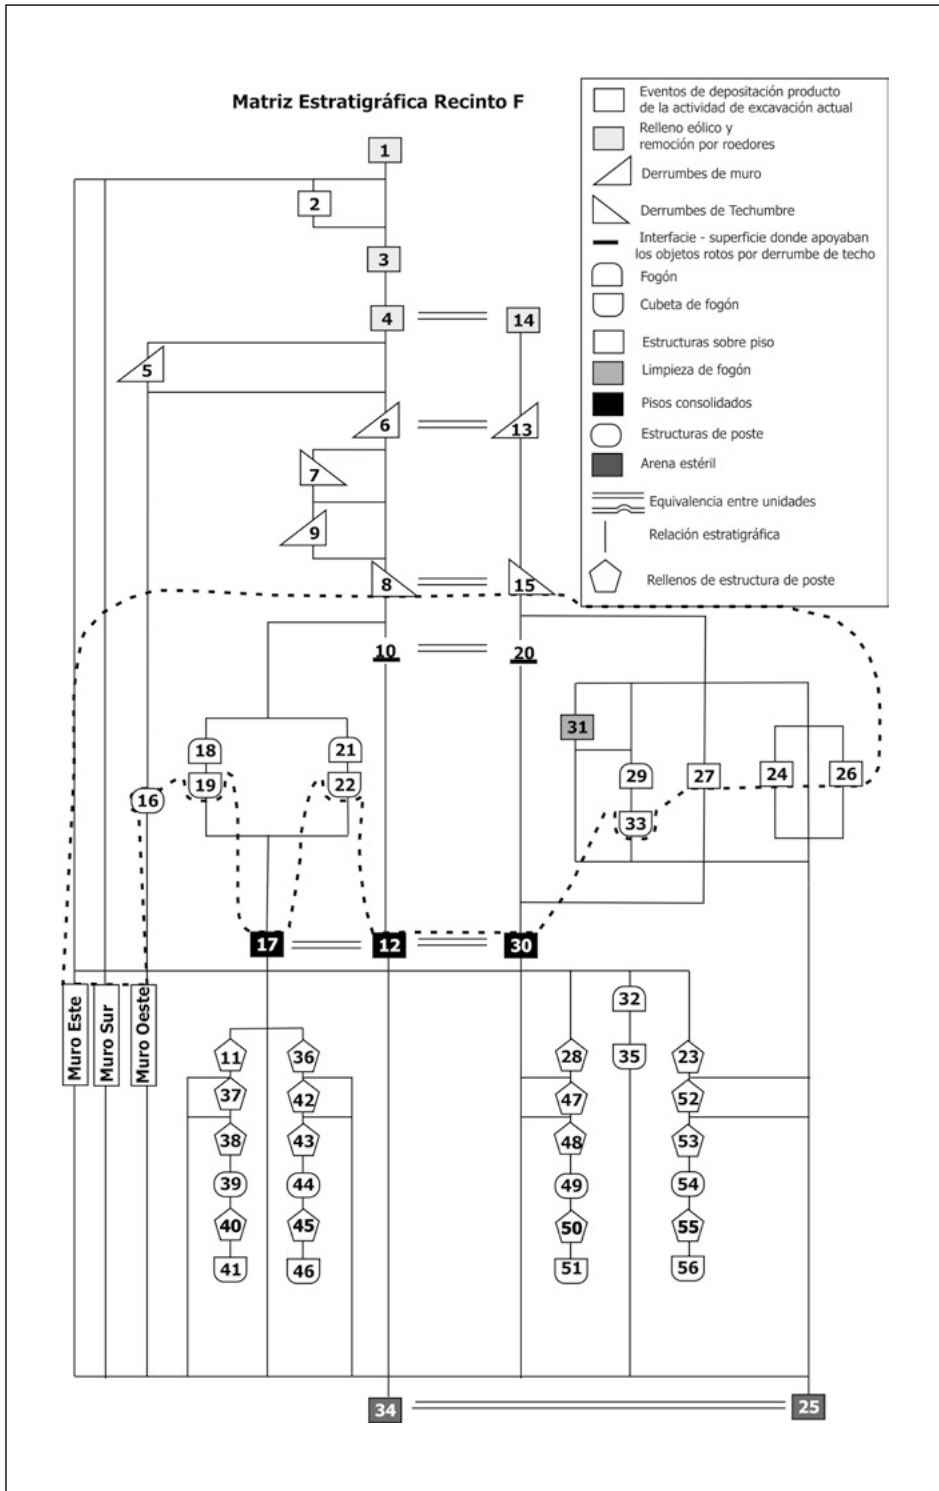 Matriz Estratigráfica Recinto F
Eventos de depositación producto
de la actividad de excavación actual
Relleno eólico y
remoción por roedores
Derrumbes de muro
Derrumbes de Techumbre
Interfacie - superficie donde apoyaban
los objetos rotos por derrumbe de techo
Fogón
Cubeta de fogón
Estructuras sobre piso
Limpieza de fogón
Pisos consolidados
Estructuras de poste
Arena estéril
Equivalencia entre unidades
Relación estratigráfica
Rellenos de estructura de poste
1
2
3
4 14
5
6 13
7
9
8 15
10 20
31
18 21
29 27 24 26
19 22
16
33
17 12 30
Muro Este
Muro Sur
Muro Oeste
32
11 36 28 35 23
37 42 47 52
38 43 48 53
39 44 49 54
40 45 50 55
41 46 51 56
34 25